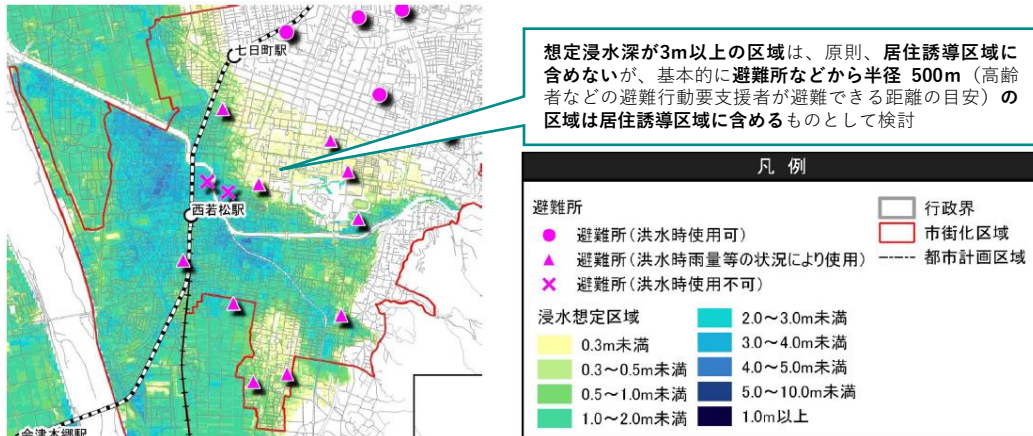 七日町駅
西若松駅
会津本郷駅
想定浸水深が3m以上の区域は、原則、居住誘導区域に
含めないが、基本的に避難所などから半径 500m(高齢
者などの避難行動要支援者が避難できる距離の目安)の
区域は居住誘導区域に含めるものとして検討
凡 例
避難所
避難所(洪水時使用可)
避難所(洪水時雨量等の状況により使用)
避難所(洪水時使用不可)
行政界
市街化区域
都市計画区域
浸水想定区域
0.3m未満
0.3～0.5m未満
0.5～1.0m未満
1.0～2.0m未満
2.0～3.0m未満
3.0～4.0m未満
4.0～5.0m未満
5.0～10.0m未満
1.0m以上